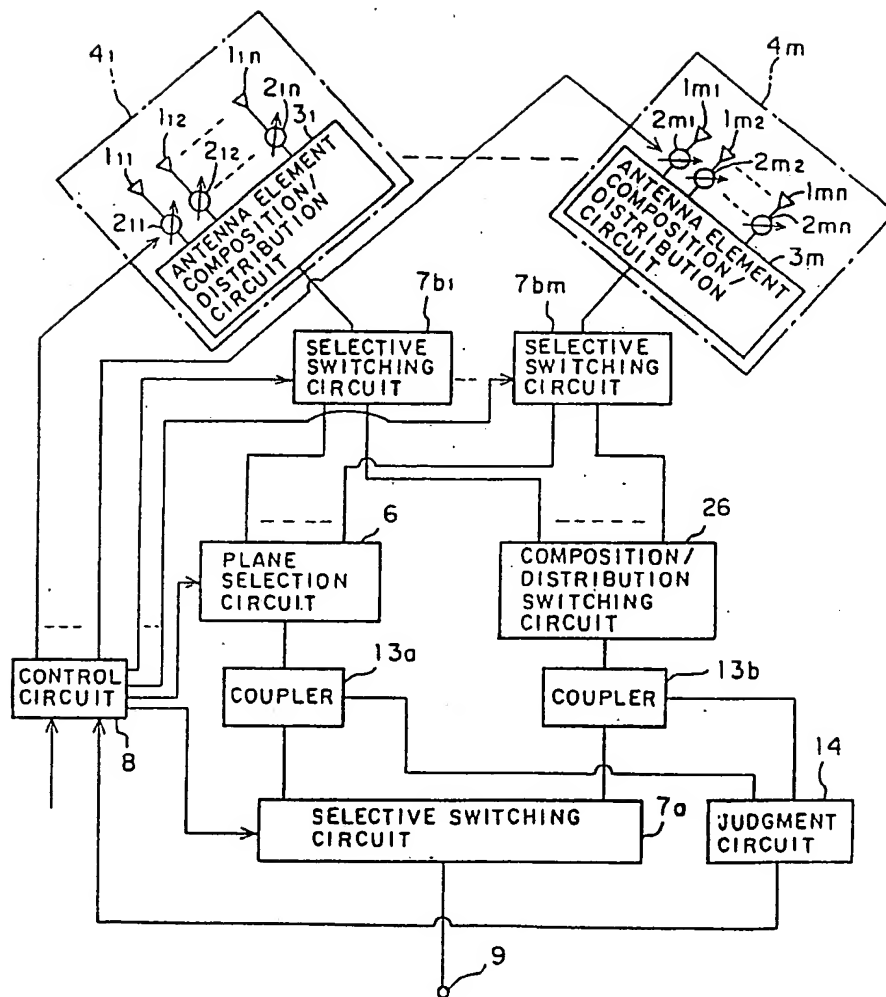 41
4m
11n
1m1
21n
1m2
112
31
2m1
2m2
111
212
1mn
211
2mn
ANTENNA ELEMENT
COMPOSITION/
DISTRIBUTION
CIRCUIT
ANTENNA ELEMENT
COMPOSITION/
DISTRIBUTION
CIRCUIT
3m
7b1
7bm
SELECTIVE
SWITCHING
CIRCUIT
SELECTIVE
SWITCHING
CIRCUIT
6
26
PLANE
SELECTION
CIRCUIT
COMPOSITION/
DISTRIBUTION
SWITCHING
CIRCUIT
CONTROL
CIRCUIT
8
13a
COUPLER
13b
COUPLER
14
SELECTIVE SWITCHING
CIRCUIT
7a
JUDGMENT
CIRCUIT
9